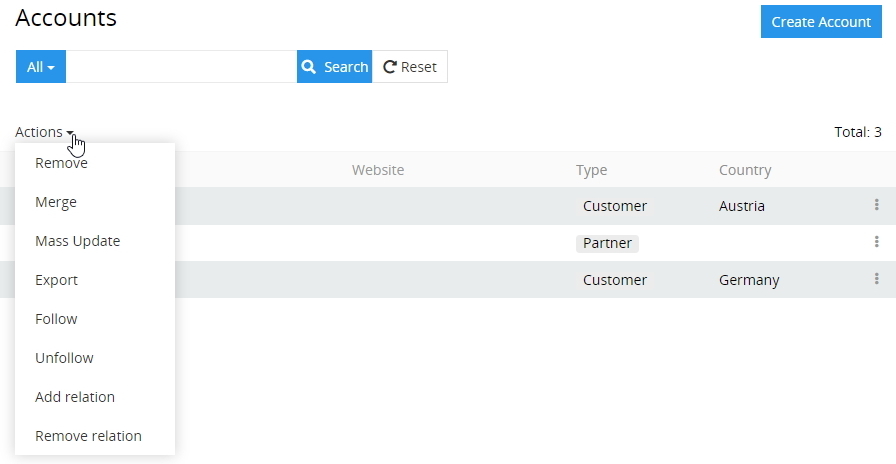 Accounts
Create Account
All
Search
Reset
Actions
Total: 3
Remove
Website
Type
Country
Merge
Customer
Austria
Mass Update
Partner
Export
Customer
Germany
Follow
Unfollow
Add relation
Remove relation